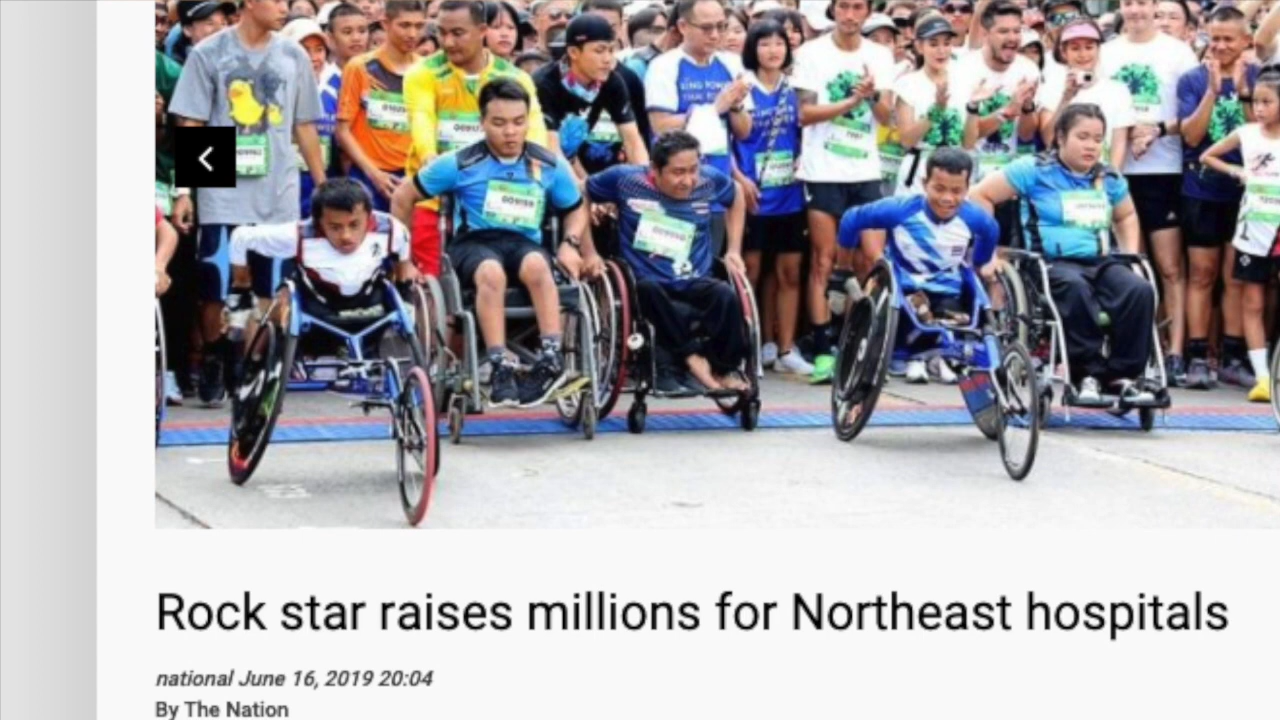 Rock star raises millions for Northeast hospitals
national June 16, 2019 20:04
By The Nation